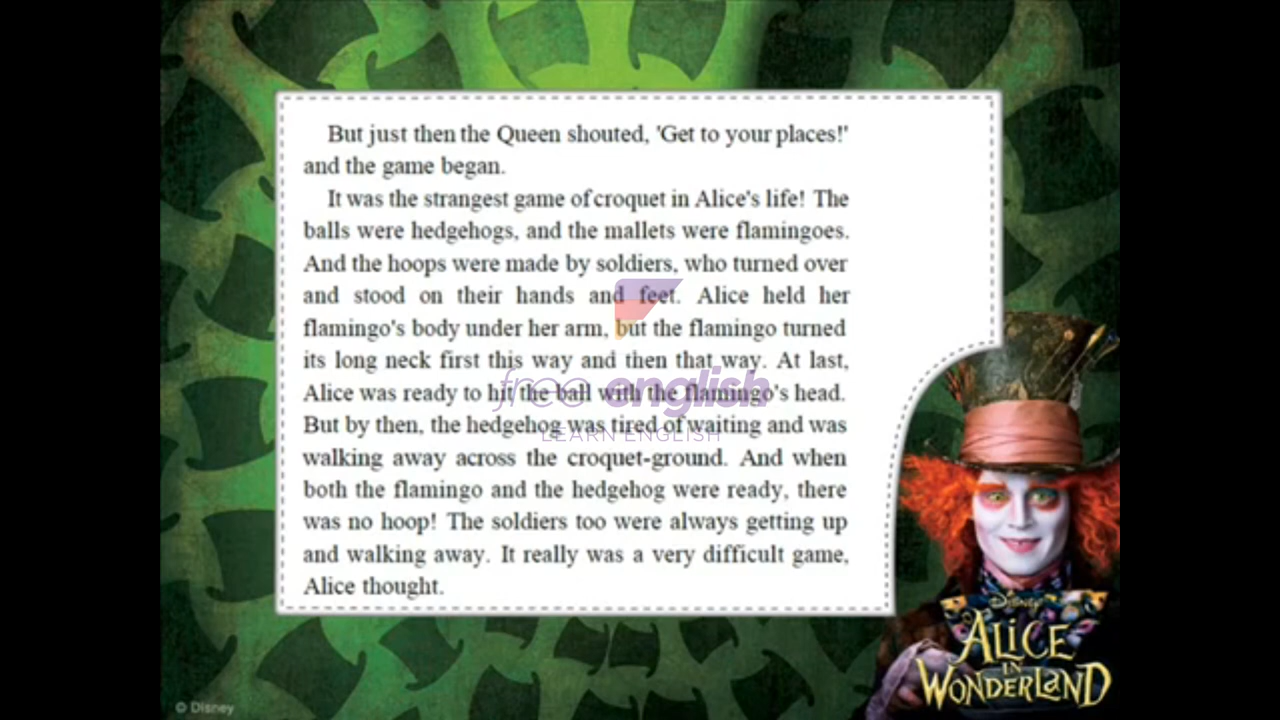 But just then the Queen shouted, 'Get to your places!'
and the game began.
It was the strangest game of croquet in Alice's life! The
balls were hedgehogs, and the mallets were flamingoes.
And the hoops were made by soldiers, who turned over
and stood on their hands and feet. Alice held her
flamingo's body under her arm, but the flamingo turned
its long neck first this way and then that way. At last,
Alice was ready to hit the ball with the flamingo's head.
But by then, the hedgehog was tired of waiting and was
walking away across the croquet-ground. And when
both the flamingo and the hedgehog were ready, there
was no hoop! The soldiers too were always getting up
and walking away. It really was a very difficult game,
Alice thought.
free english
LEARN ENGLISH
Disney
ALICE
IN
WONDERLAND
© Disney